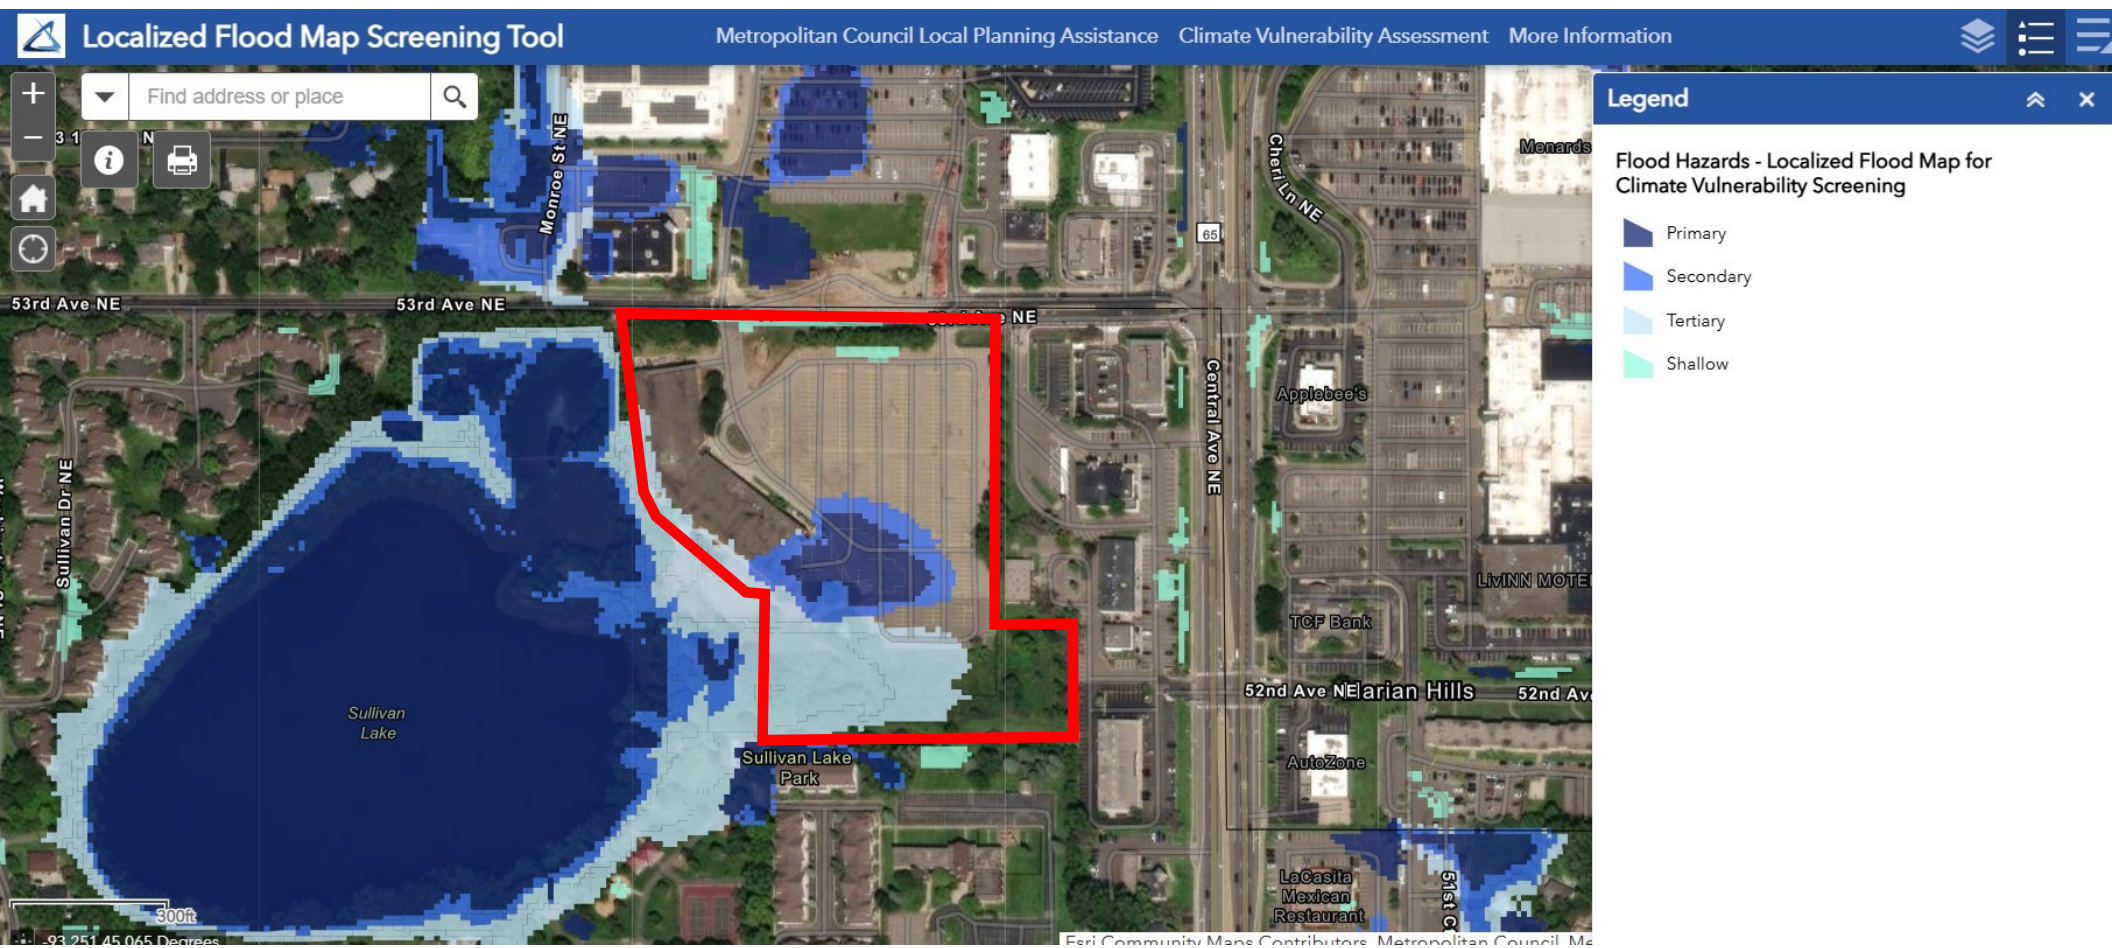 Localized Flood Map Screening Tool
Metropolitan Council Local Planning Assistance Climate Vulnerability Assessment More Information
Find address or place
Legend
Flood Hazards - Localized Flood Map for
Climate Vulnerability Screening
Primary
Secondary
Tertiary
Shallow
Monroe St NE
Cheri Ln NE
Menards
65
53rd Ave NE
53rd Ave NE
NE
Central Ave NE
Applebee's
Sullivan Dr NE
LivINN MOTE
TCF Bank
52nd Ave NE
arian Hills
52nd Av
Sullivan
Lake
Sullivan Lake
Park
AutoZone
LaCasita
Mexican
Restaurant
51st C
300ft
-93.251 45.065 Degrees
Esri Community Maps Contributors, Metropolitan Council, Me